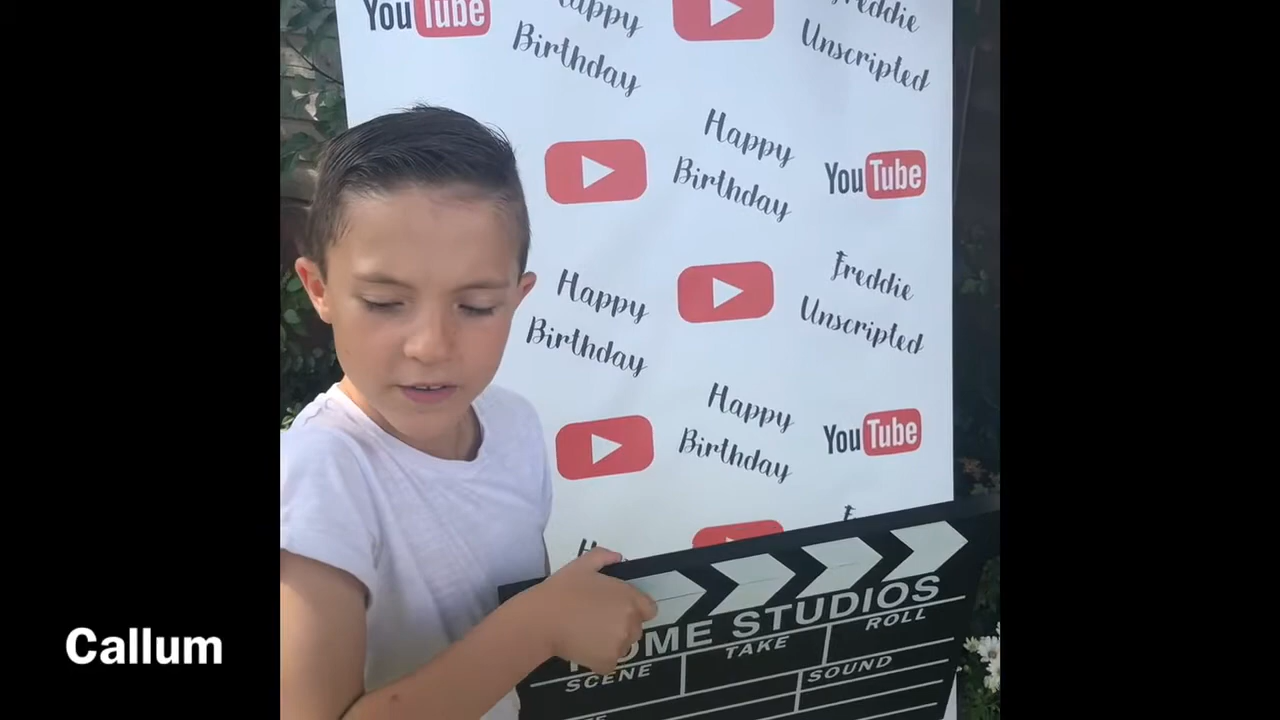 YouTube
Happy
Birthday
Freddie
Unscripted
Happy
Birthday
YouTube
Happy
Birthday
Freddie
Unscripted
Happy
Birthday
YouTube
HOME STUDIOS
SCENE
TAKE
ROLL
SOUND
Callum